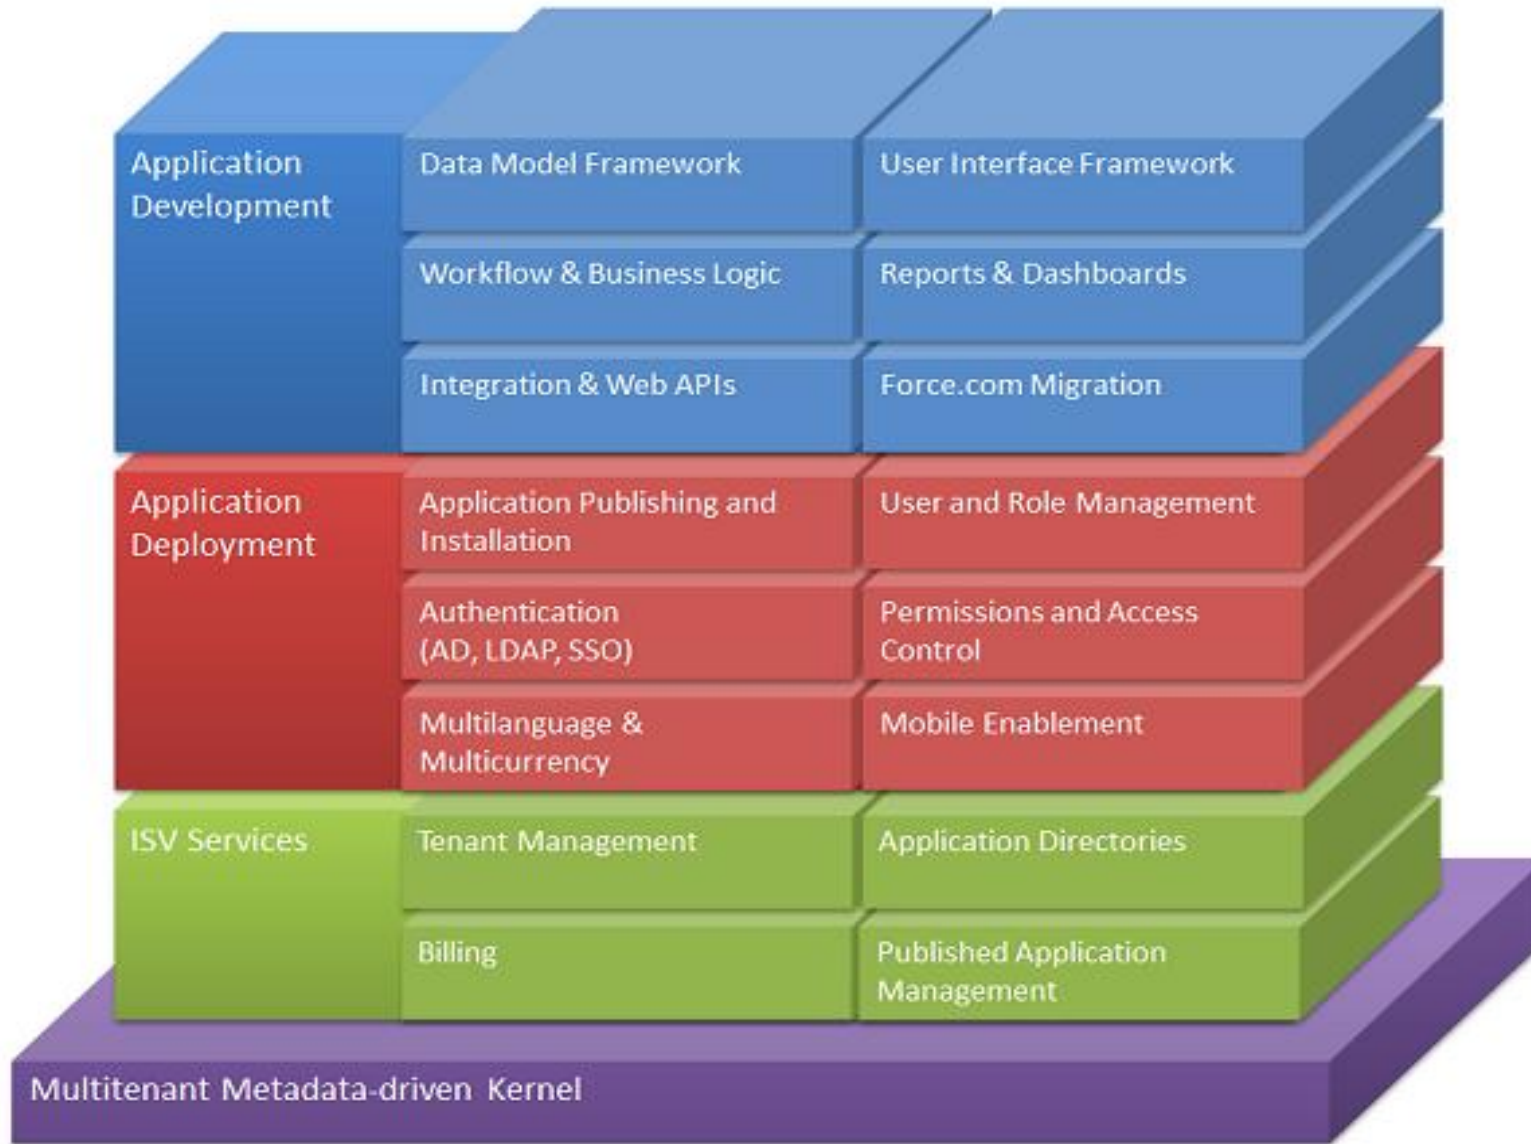 Application
Development
Data Model Framework
User Interface Framework
Workflow & Business Logic
Reports & Dashboards
Integration & Web APIs
Force.com Migration
Application
Deployment
Application Publishing and
Installation
User and Role Management
Authentication
(AD, LDAP, SSO)
Permissions and Access
Control
Multilanguage &
Multicurrency
Mobile Enablement
ISV Services
Tenant Management
Application Directories
Billing
Published Application
Management
Multitenant Metadata-driven Kernel